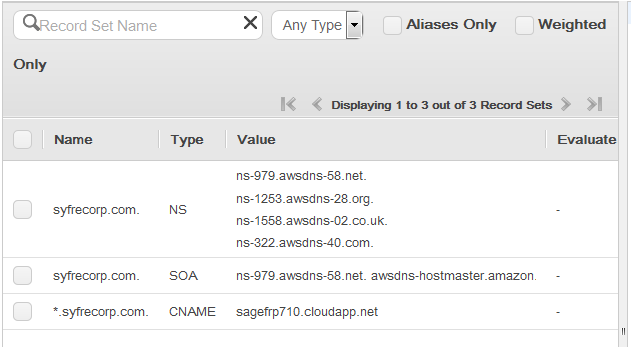 Record Set Name
Any Type
Aliases Only
Weighted
Only
Displaying 1 to 3 out of 3 Record Sets
Name Type Value Evaluate
syfrecorp.com. NS ns-979.awsdns-58.net. -
ns-1253.awsdns-28.org.
ns-1558.awsdns-02.co.uk.
ns-322.awsdns-40.com.
syfrecorp.com. SOA ns-979.awsdns-58.net. awsdns-hostmaster.amazon. -
*.syfrecorp.com. CNAME sagefrp710.cloudapp.net -